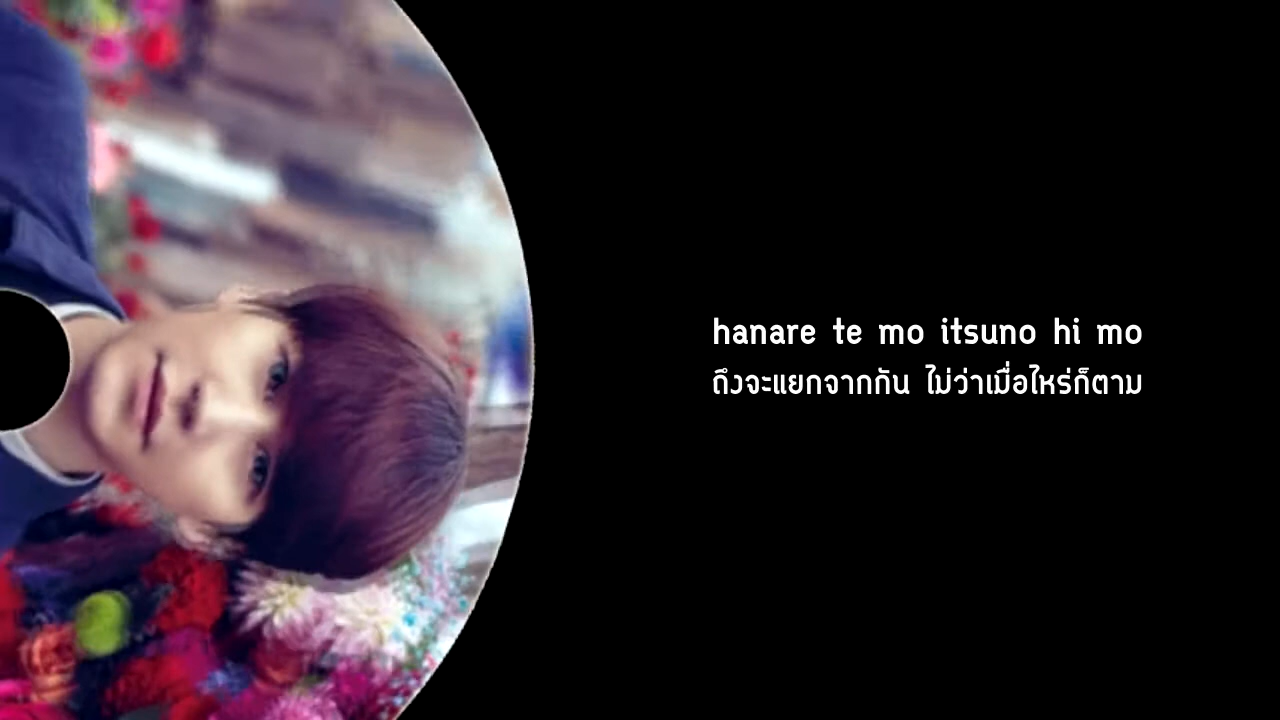 hanare te mo itsuno hi mo
ถึงจะแยกจากกัน ไม่ว่าเมื่อไหร่ก็ตาม